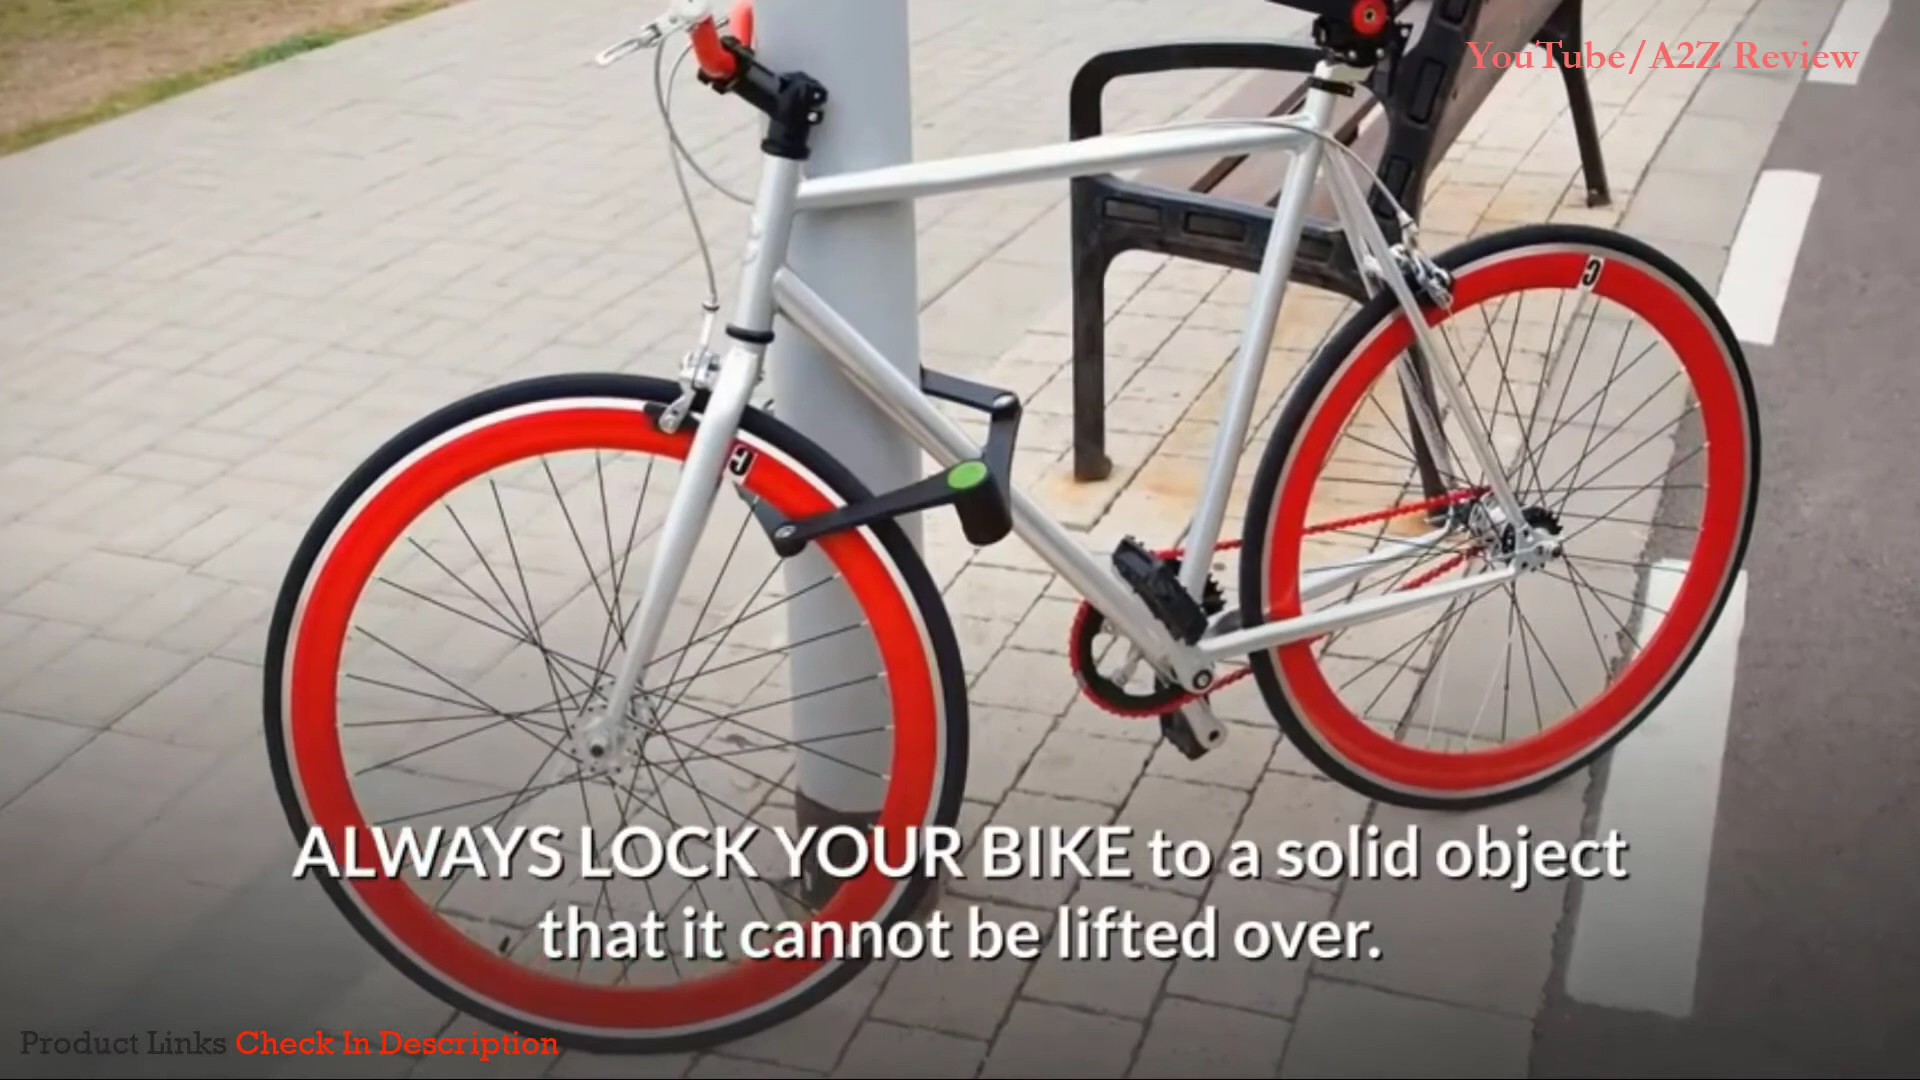 YouTube/A2Z Review
ALWAYS LOCK YOUR BIKE to a solid object
that it cannot be lifted over.
Product Links Check In Description